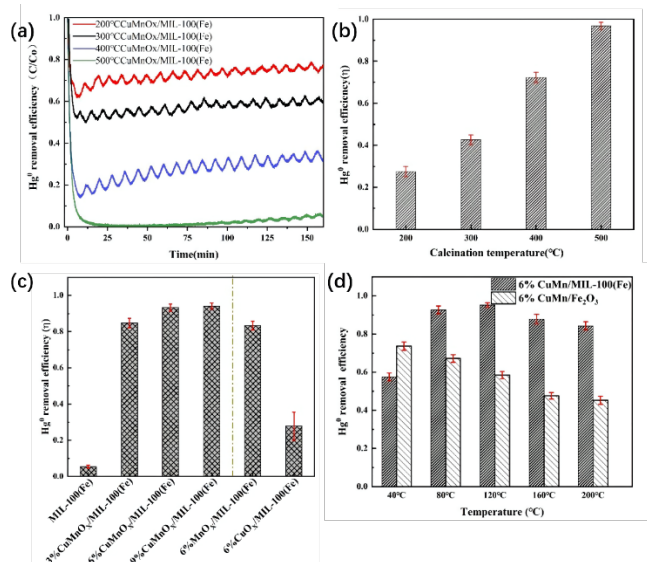 (a)
200°CCuMnOx/MIL-100(Fe)
300°CCuMnOx/MIL-100(Fe)
400°CCuMnOx/MIL-100(Fe)
500°CCuMnOx/MIL-100(Fe)
Hg⁰ removal efficiency (C/Co)
1.0
0.8
0.6
0.4
0.2
0.0
0 25 50 75 100 125 150
Time(min)
(b)
Hg⁰ removal efficiency(η)
1.0
0.8
0.6
0.4
0.2
0.0
200 300 400 500
Calcination temperature(°C)
(c)
Hg⁰ removal efficiency (η)
1.0
0.8
0.6
0.4
0.2
0.0
MIL-100(Fe)
3%CuMnOX/MIL-100(Fe)
6%CuMnOX/MIL-100(Fe)
9%CuMnOX/MIL-100(Fe)
6%MnOX/MIL-100(Fe)
6%CuOX/MIL-100(Fe)
(d)
6% CuMn/MIL-100(Fe)
6% CuMn/Fe₂O₃
Hg⁰ removal efficiency
1.0
0.8
0.6
0.4
0.2
0.0
40°C 80°C 120°C 160°C 200°C
Temperature (°C)